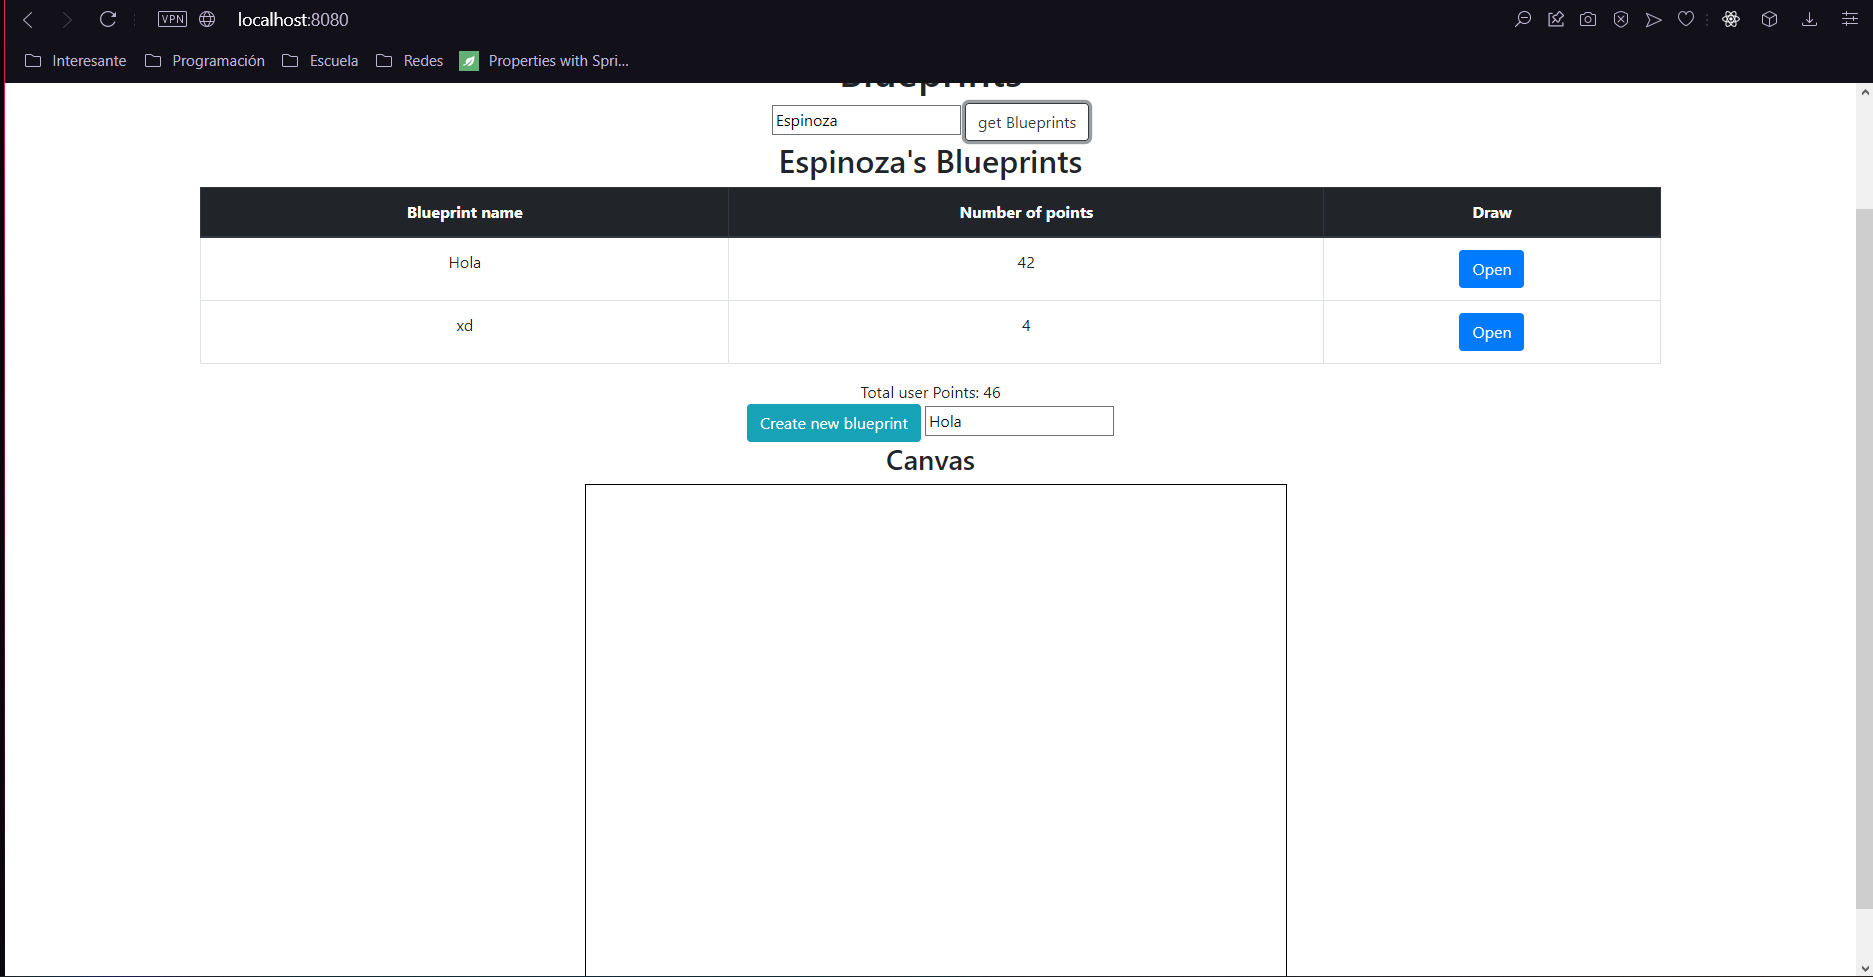 VPN localhost:8080
Interesante Programación Escuela Redes Properties with Spri...
Blueprints
Espinoza get Blueprints
Espinoza's Blueprints
Blueprint name Number of points Draw
Hola 42 Open
xd 4 Open
Total user Points: 46
Create new blueprint Hola
Canvas